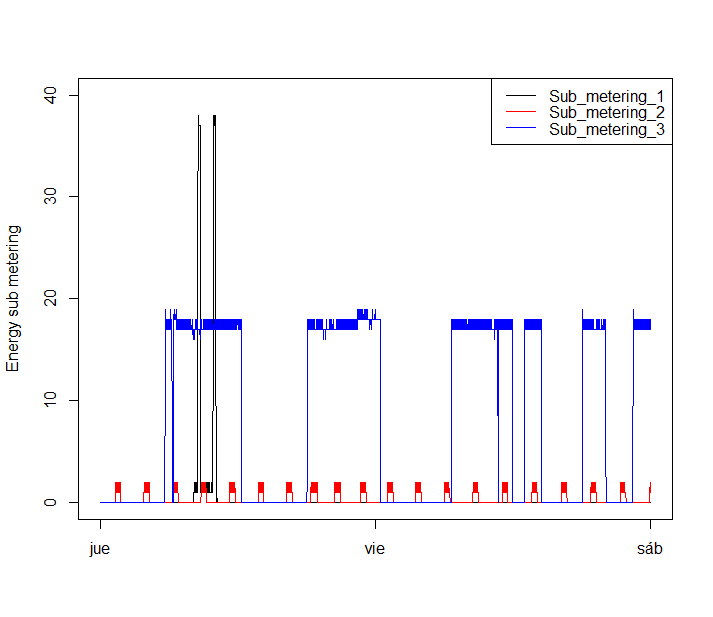 40
30
20
10
0
Energy sub metering
Sub_metering_1
Sub_metering_2
Sub_metering_3
jue vie sáb